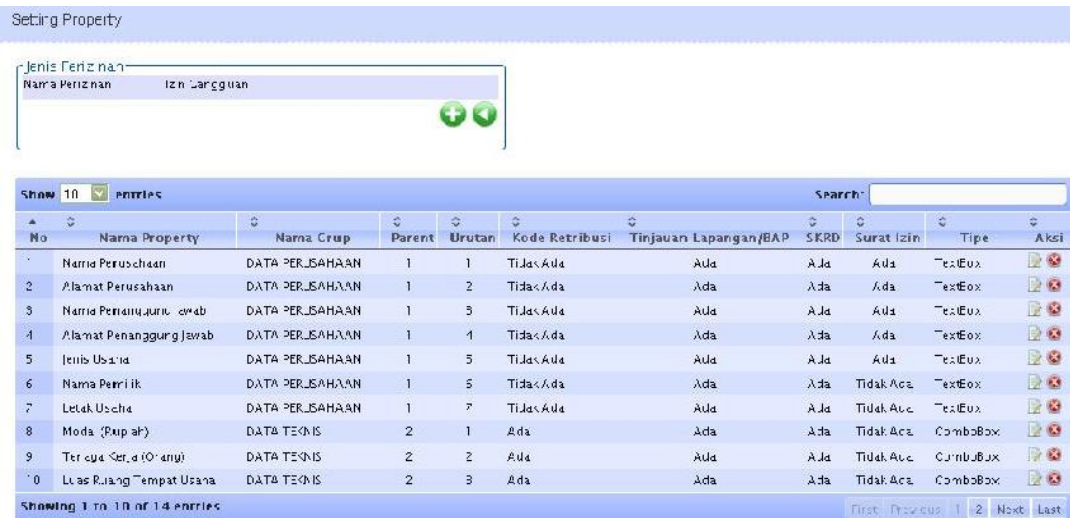 Setting Property
Jenis Perizinan
Nama Perizinan Izin Gangguan
Show 10 entries Search:
No Nama Property Nama Grup Parent Urutan Kode Retribusi Tinjauan Lapangan/BAP SKRD Surat Izin Tipe Aksi
1 Nama Perusahaan DATA PERUSAHAAN 1 1 Tidak Ada Ada Ada Ada TextBox
2 Alamat Perusahaan DATA PERUSAHAAN 1 2 Tidak Ada Ada Ada Ada TextBox
3 Nama Penanggung Jawab DATA PERUSAHAAN 1 3 Tidak Ada Ada Ada Ada TextBox
4 Alamat Penanggung Jawab DATA PERUSAHAAN 1 4 Tidak Ada Ada Ada Ada TextBox
5 Jenis Usaha DATA PERUSAHAAN 1 5 Tidak Ada Ada Ada Ada TextBox
6 Nama Pemilik DATA PERUSAHAAN 1 6 Tidak Ada Ada Ada Tidak Ada TextBox
7 Letak Usaha DATA PERUSAHAAN 1 7 Tidak Ada Ada Ada Tidak Ada TextBox
8 Modal (Rupiah) DATA TEKNIS 2 1 Ada Ada Ada Tidak Ada ComboBox
9 Tenaga Kerja (Orang) DATA TEKNIS 2 2 Ada Ada Ada Tidak Ada ComboBox
10 Luas Ruang Tempat Usaha DATA TEKNIS 2 3 Ada Ada Ada Tidak Ada ComboBox
Showing 1 to 10 of 14 entries First Previous 1 2 Next Last